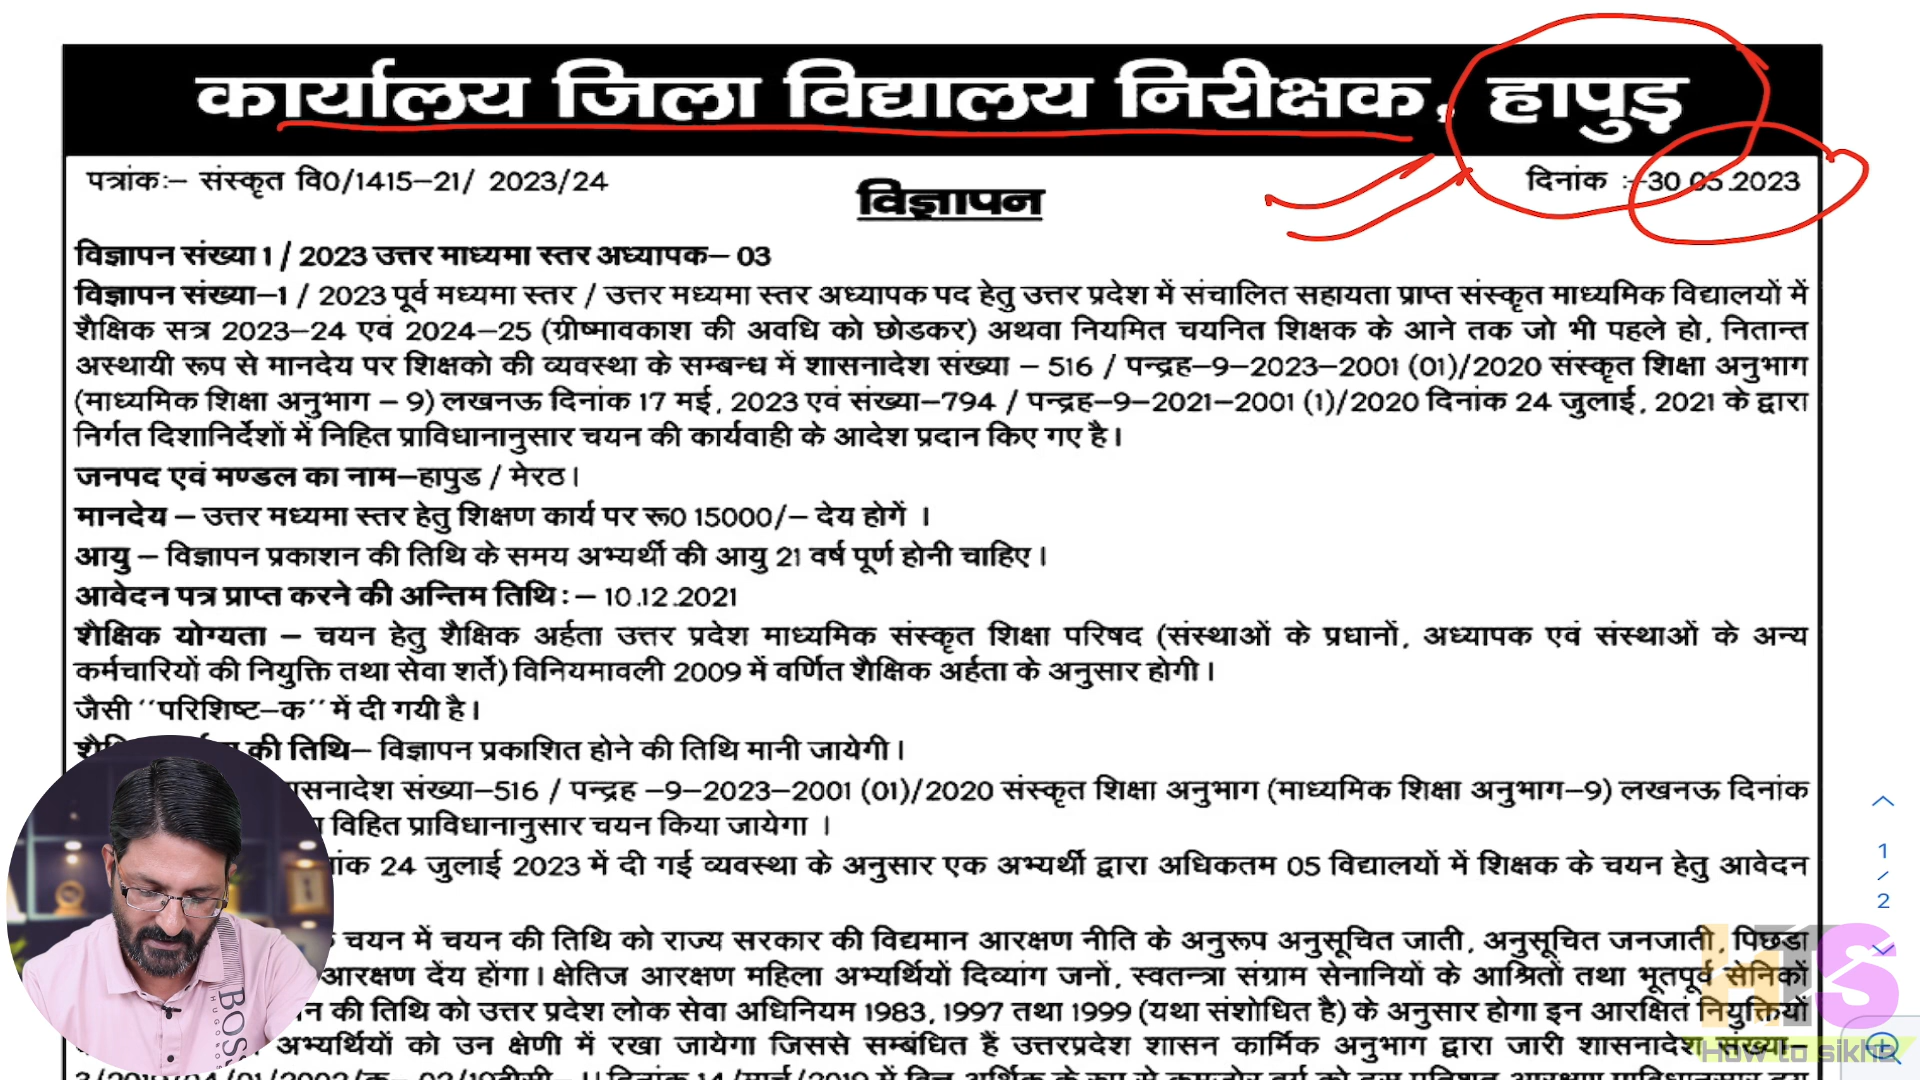 कार्यालय जिला विद्यालय निरीक्षक, हापुड़
पत्रांकः– संस्कृत वि0/1415–21/ 2023/24
दिनांक :–30 05.2023
विज्ञापन
विज्ञापन संख्या 1 / 2023 उत्तर माध्यमा स्तर अध्यापक– 03
विज्ञापन संख्या–1 / 2023 पूर्व मध्यमा स्तर / उत्तर मध्यमा स्तर अध्यापक पद हेतु उत्तर प्रदेश में संचालित सहायता प्राप्त संस्कृत माध्यमिक विद्यालयों में
शैक्षिक सत्र 2023–24 एवं 2024–25 (ग्रीष्मावकाश की अवधि को छोडकर) अथवा नियमित चयनित शिक्षक के आने तक जो भी पहले हो, नितान्त
अस्थायी रूप से मानदेय पर शिक्षको की व्यवस्था के सम्बन्ध में शासनादेश संख्या – 516 / पन्द्रह–9–2023–2001 (01)/2020 संस्कृत शिक्षा अनुभाग
(माध्यमिक शिक्षा अनुभाग – 9) लखनऊ दिनांक 17 मई, 2023 एवं संख्या–794 / पन्द्रह–9–2021–2001 (1)/2020 दिनांक 24 जुलाई, 2021 के द्वारा
निर्गत दिशानिर्देशों में निहित प्राविधानानुसार चयन की कार्यवाही के आदेश प्रदान किए गए है।
जनपद एवं मण्डल का नाम–हापुड / मेरठ।
मानदेय – उत्तर मध्यमा स्तर हेतु शिक्षण कार्य पर रू0 15000/– देय होगें ।
आयु – विज्ञापन प्रकाशन की तिथि के समय अभ्यर्थी की आयु 21 वर्ष पूर्ण होनी चाहिए।
आवेदन पत्र प्राप्त करने की अन्तिम तिथि : – 10.12.2021
शैक्षिक योग्यता – चयन हेतु शैक्षिक अर्हता उत्तर प्रदेश माध्यमिक संस्कृत शिक्षा परिषद (संस्थाओं के प्रधानों, अध्यापक एवं संस्थाओं के अन्य
कर्मचारियों की नियुक्ति तथा सेवा शर्ते) विनियमावली 2009 में वर्णित शैक्षिक अर्हता के अनुसार होगी।
जैसी ''परिशिष्ट–क'' में दी गयी है।
की तिथि– विज्ञापन प्रकाशित होने की तिथि मानी जायेगी।
संख्या–516 / पन्द्रह –9–2023–2001 (01)/2020 संस्कृत शिक्षा अनुभाग (माध्यमिक शिक्षा अनुभाग–9) लखनऊ दिनांक
विहित प्राविधानानुसार चयन किया जायेगा ।
24 जुलाई 2023 में दी गई व्यवस्था के अनुसार एक अभ्यर्थी द्वारा अधिकतम 05 विद्यालयों में शिक्षक के चयन हेतु आवेदन
चयन में चयन की तिथि को राज्य सरकार की विद्यमान आरक्षण नीति के अनुरूप अनुसूचित जाती, अनुसूचित जनजाती, पिछडा
आरक्षण देंय होंगा। क्षेतिज आरक्षण महिला अभ्यर्थियों दिव्यांग जनों, स्वतन्त्रा संग्राम सेनानियों के आश्रितों तथा भूतपूर्व सैनिकों
की तिथि को उत्तर प्रदेश लोक सेवा अधिनियम 1983, 1997 तथा 1999 (यथा संशोधित है) के अनुसार होगा इन आरक्षितं नियुक्तियों
अभ्यर्थियों को उन क्षेणी में रखा जायेगा जिससे सम्बंधित हैं उत्तरप्रदेश शासन कार्मिक अनुभाग द्वारा जारी शासनादेश संख्या–
1
/
2
BOSS
HTS
How to sikhe